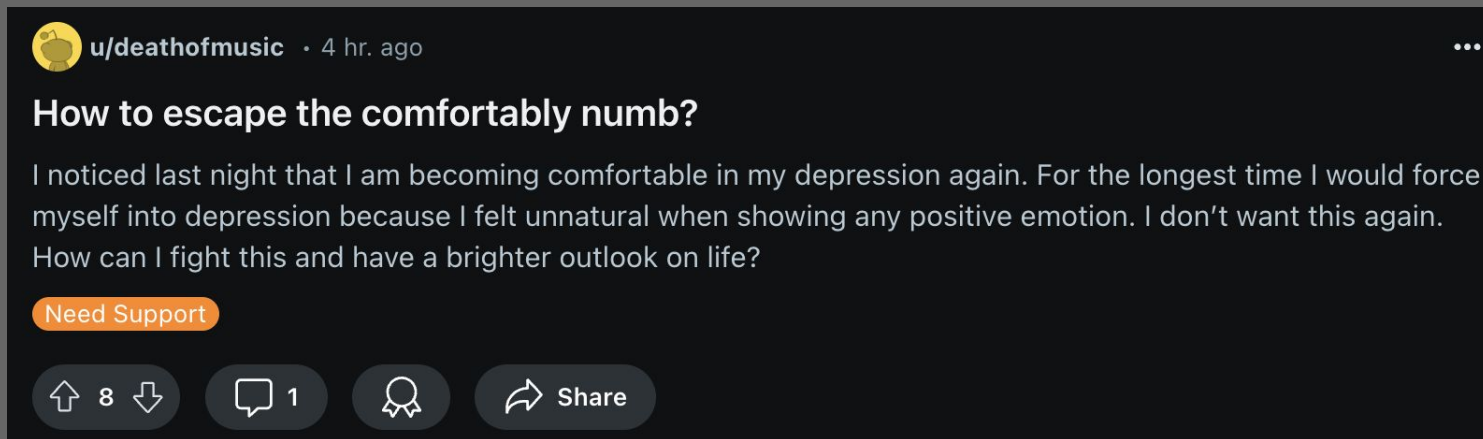 u/deathofmusic • 4 hr. ago
How to escape the comfortably numb?
I noticed last night that I am becoming comfortable in my depression again. For the longest time I would force
myself into depression because I felt unnatural when showing any positive emotion. I don’t want this again.
How can I fight this and have a brighter outlook on life?
Need Support
8 1 Share